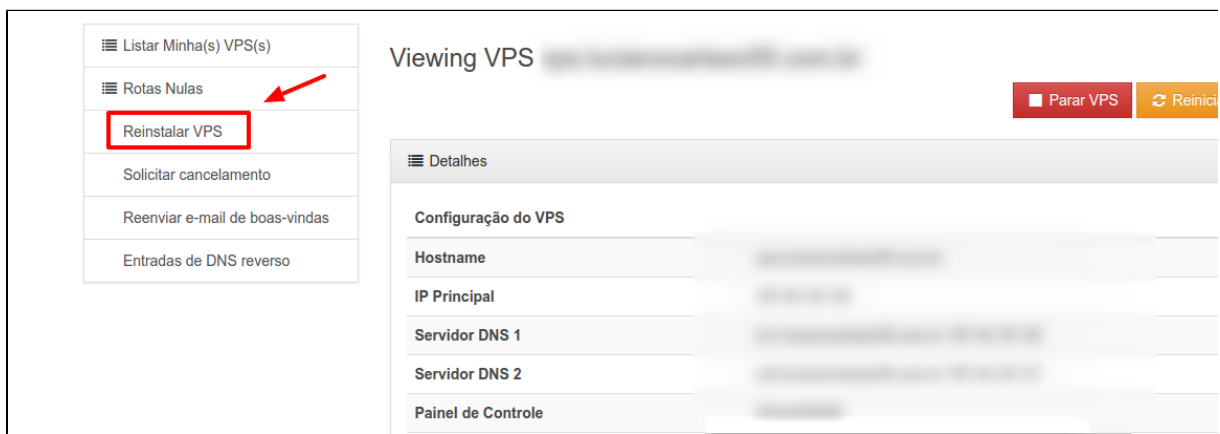 Listar Minha(s) VPS(s)
Rotas Nulas
Reinstalar VPS
Solicitar cancelamento
Reenviar e-mail de boas-vindas
Entradas de DNS reverso
Viewing VPS
Parar VPS
Reinicia
Detalhes
Configuração do VPS
Hostname
IP Principal
Servidor DNS 1
Servidor DNS 2
Painel de Controle